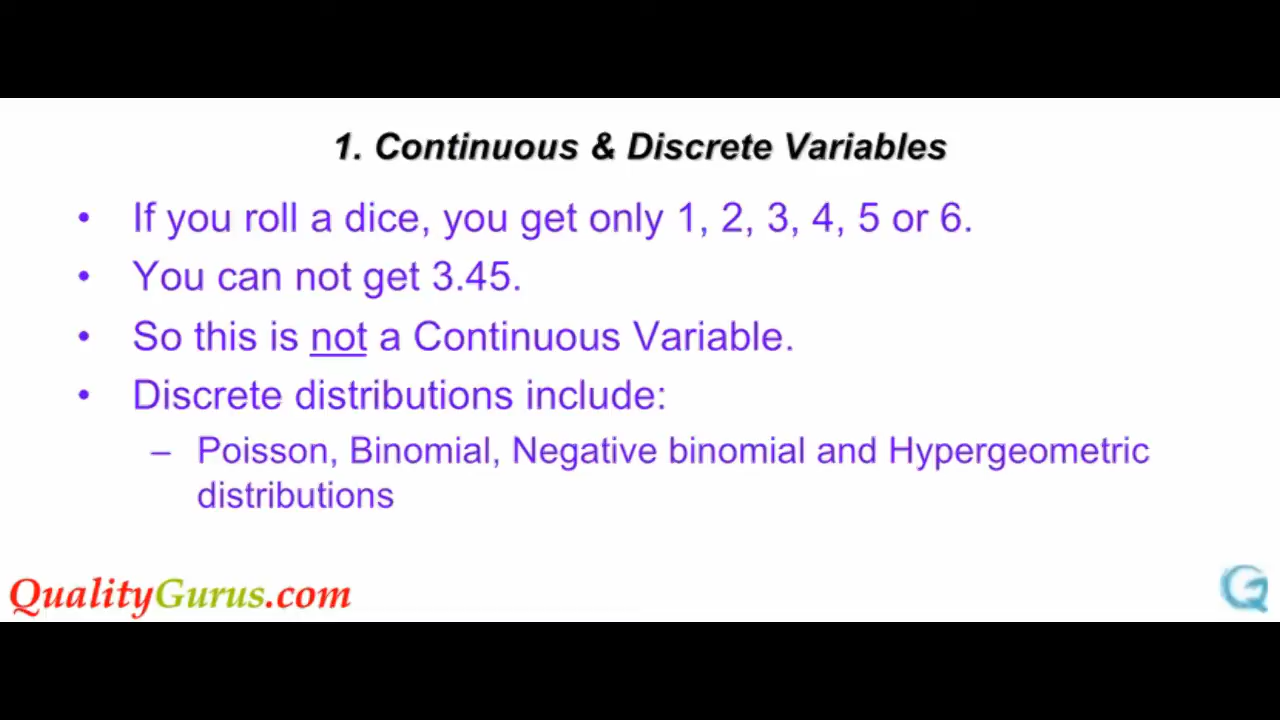 1. Continuous & Discrete Variables
• If you roll a dice, you get only 1, 2, 3, 4, 5 or 6.
• You can not get 3.45.
• So this is not a Continuous Variable.
• Discrete distributions include:
– Poisson, Binomial, Negative binomial and Hypergeometric
distributions
QualityGurus.com